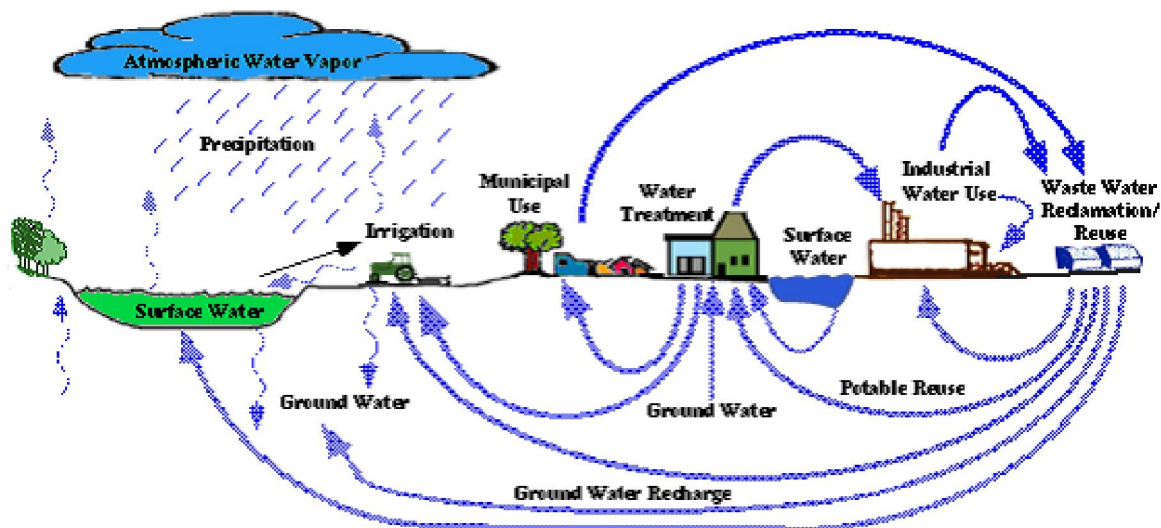 Atmospheric Water Vapor
Precipitation
Municipal
Use
Water
Treatment
Industrial
Water Use
Waste Water
Reclamation/
Reuse
Irrigation
Surface
Water
Surface Water
Ground Water
Ground Water
Potable Reuse
Ground Water Recharge